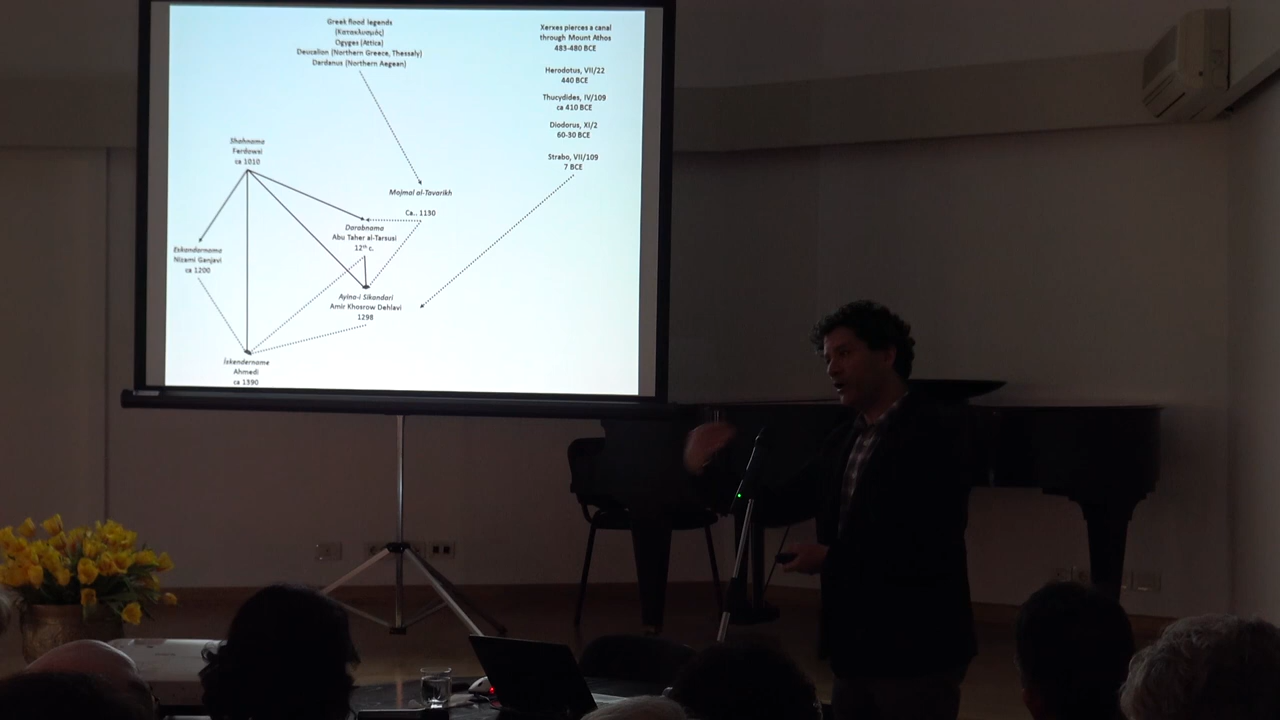 Greek flood legends
(Κατακλυσμός)
Ogyges (Attica)
Deucalion (Northern Greece, Thessaly)
Dardanus (Northern Aegean)
Xerxes pierces a canal
through Mount Athos
483-480 BCE
Herodotus, VII/22
440 BCE
Thucydides, IV/109
ca 410 BCE
Diodorus, XI/2
60-30 BCE
Strabo, VII/109
7 BCE
Shahnama
Ferdowsi
ca 1010
Mojmal al-Tavarikh
Ca.. 1130
Darabnama
Abu Taher al-Tarsusi
12th c.
Eskandarname
Nizami Ganjavi
ca 1200
Ayina-i Sikandari
Amir Khosrow Dehlavi
1298
İskendername
Ahmedi
ca 1390